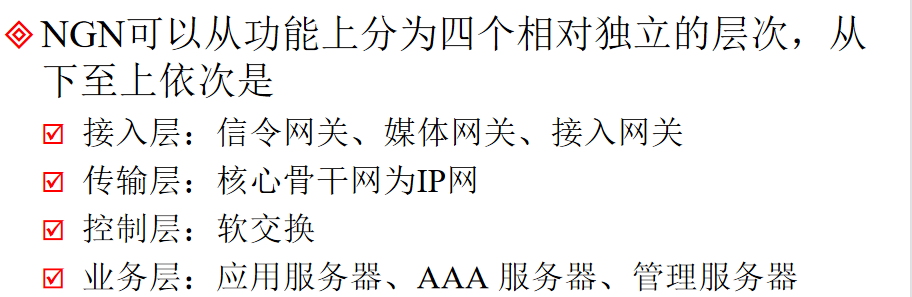 NGN可以从功能上分为四个相对独立的层次，从
下至上依次是
接入层：信令网关、媒体网关、接入网关
传输层：核心骨干网为IP网
控制层：软交换
业务层：应用服务器、AAA 服务器、管理服务器